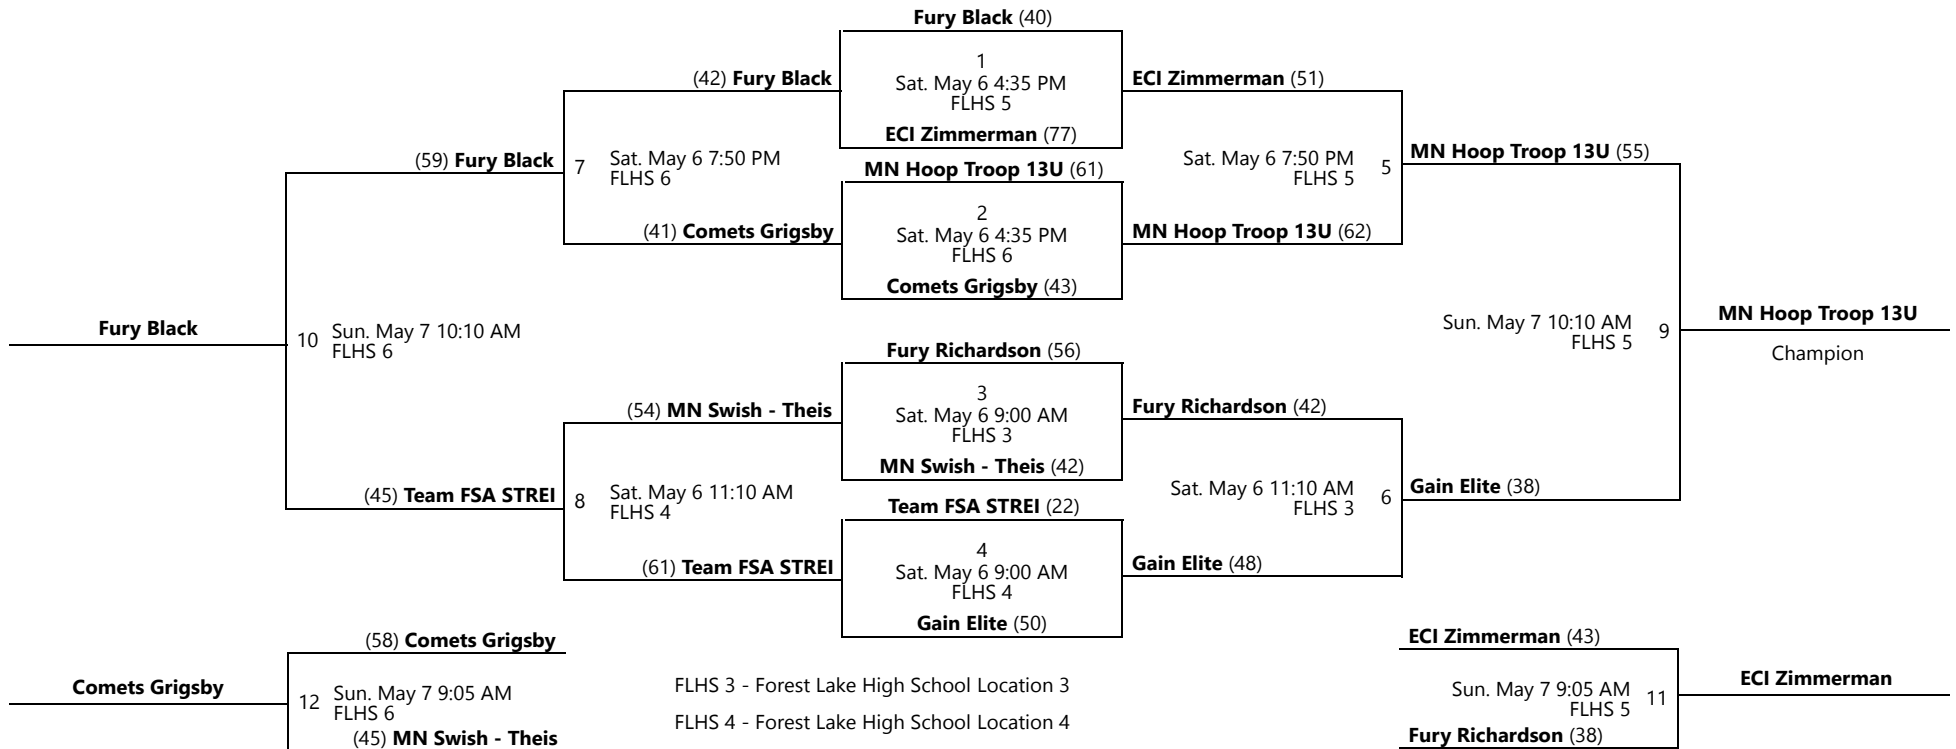 Fury Black (40)
1
(42) Fury Black
Sat. May 6 4:35 PM
ECI Zimmerman (51)
FLHS 5
ECI Zimmerman (77)
(59) Fury Black
7
Sat. May 6 7:50 PM
FLHS 6
MN Hoop Troop 13U (61)
Sat. May 6 7:50 PM
FLHS 5
5
MN Hoop Troop 13U (55)
2
(41) Comets Grigsby
Sat. May 6 4:35 PM
MN Hoop Troop 13U (62)
FLHS 6
Comets Grigsby (43)
Fury Black
10
Sun. May 7 10:10 AM
FLHS 6
Sun. May 7 10:10 AM
FLHS 5
9
MN Hoop Troop 13U
Champion
Fury Richardson (56)
3
(54) MN Swish - Theis
Sat. May 6 9:00 AM
Fury Richardson (42)
FLHS 3
MN Swish - Theis (42)
(45) Team FSA STREI
8
Sat. May 6 11:10 AM
FLHS 4
Team FSA STREI (22)
Sat. May 6 11:10 AM
FLHS 3
6
Gain Elite (38)
4
(61) Team FSA STREI
Sat. May 6 9:00 AM
Gain Elite (48)
FLHS 4
Gain Elite (50)
(58) Comets Grigsby
Comets Grigsby
12
Sun. May 7 9:05 AM
FLHS 6
(45) MN Swish - Theis
FLHS 3 - Forest Lake High School Location 3
FLHS 4 - Forest Lake High School Location 4
ECI Zimmerman (43)
Sun. May 7 9:05 AM
FLHS 5
11
ECI Zimmerman
Fury Richardson (38)